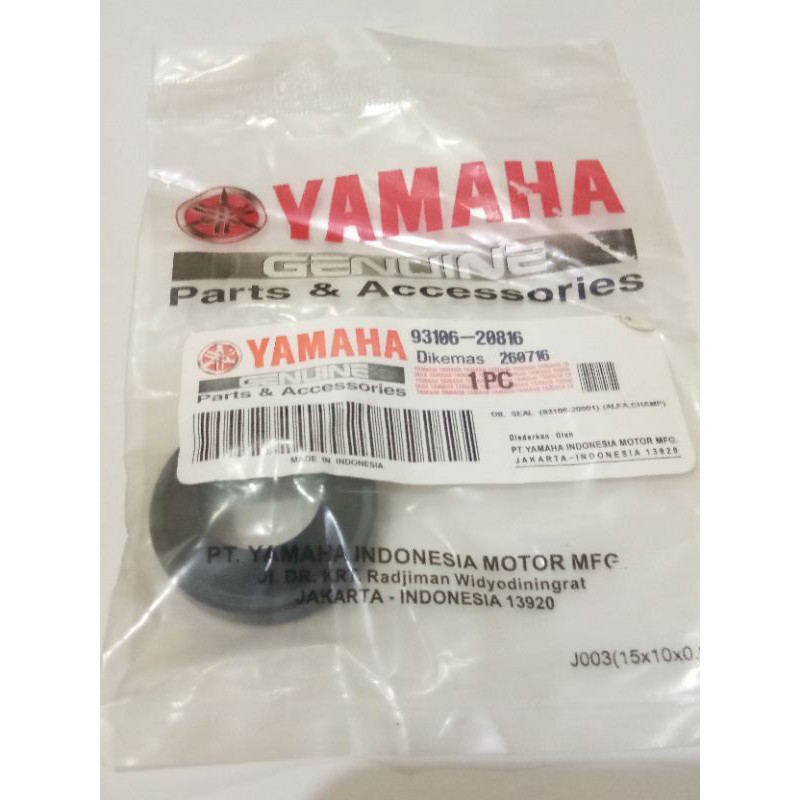 YAMAHA
GENUINE
Parts & Accessories
YAMAHA
GENUINE
Parts & Accessories
93106-20816
Dikemas 260716
1 PC
OIL SEAL (93106-20001) (ALFA,CHAMP)
MADE IN INDONESIA
Diedarkan Oleh
PT.YAMAHA INDONESIA MOTOR MFG.
JAKARTA-INDONESIA 13920
PT. YAMAHA INDONESIA MOTOR MFG
Jl. DR. KRT. Radjiman Widyodiningrat
JAKARTA - INDONESIA 13920
J003(15x10x0.